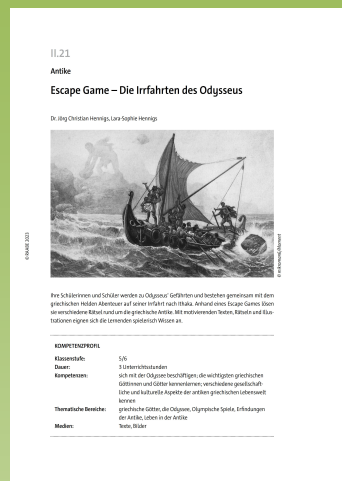 II.21
Antike
Escape Game – Die Irrfahrten des Odysseus
Dr. Jörg Christian Hennigs, Lara-Sophie Hennigs
© RAABE 2023
Ihre Schülerinnen und Schüler werden zu Odysseus' Gefährten und bestehen gemeinsam mit dem
griechischen Helden Abenteuer auf seiner Irrfahrt nach Ithaka. Anhand eines Escape Games lösen
sie verschiedene Rätsel rund um die griechische Antike. Mit motivierenden Texten, Rätseln und Illus-
trationen eignen sich die Lernenden spielerisch Wissen an.
KOMPETENZPROFIL
Klassenstufe: 5/6
Dauer: 3 Unterrichtsstunden
Kompetenzen: sich mit der Odyssee beschäftigen; die wichtigsten griechischen
Göttinnen und Götter kennenlernen; verschiedene gesellschaft-
liche und kulturelle Aspekte der antiken griechischen Lebenswelt
kennen
Thematische Bereiche: griechische Götter, die Odyssee, Olympische Spiele, Erfindungen
der Antike, Leben in der Antike
Medien: Texte, Bilder